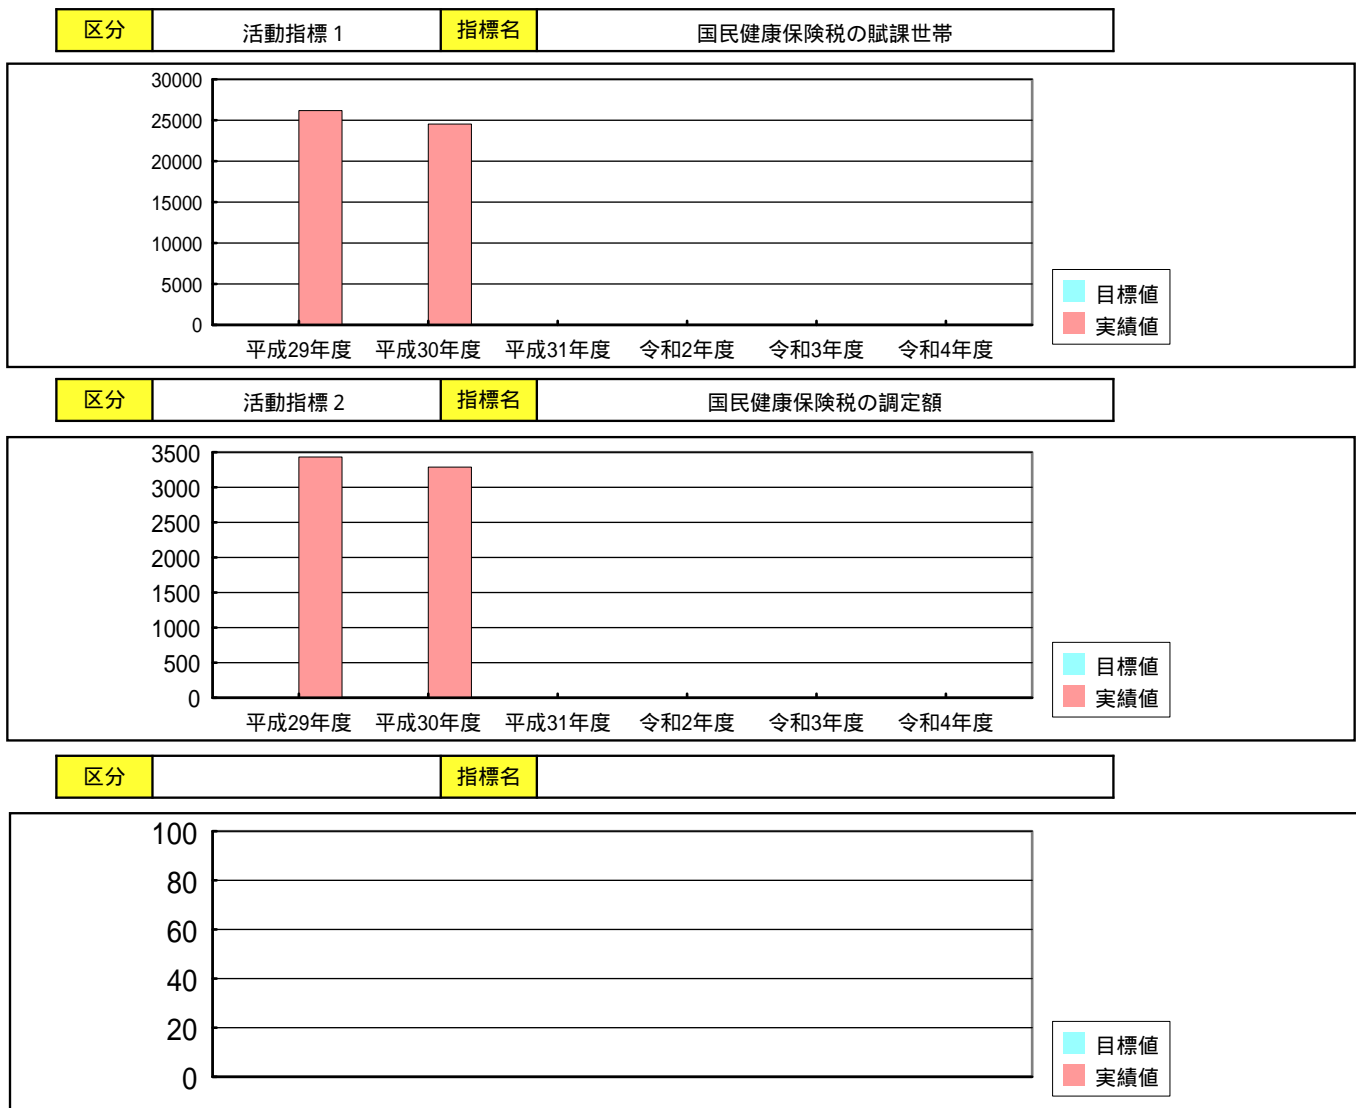 区分 活動指標1 指標名 国民健康保険税の賦課世帯
30000
25000
20000
15000
10000
5000
0
平成29年度 平成30年度 平成31年度 令和2年度 令和3年度 令和4年度
目標値
実績値
区分 活動指標2 指標名 国民健康保険税の調定額
3500
3000
2500
2000
1500
1000
500
0
平成29年度 平成30年度 平成31年度 令和2年度 令和3年度 令和4年度
目標値
実績値
区分 指標名
100
80
60
40
20
0
目標値
実績値